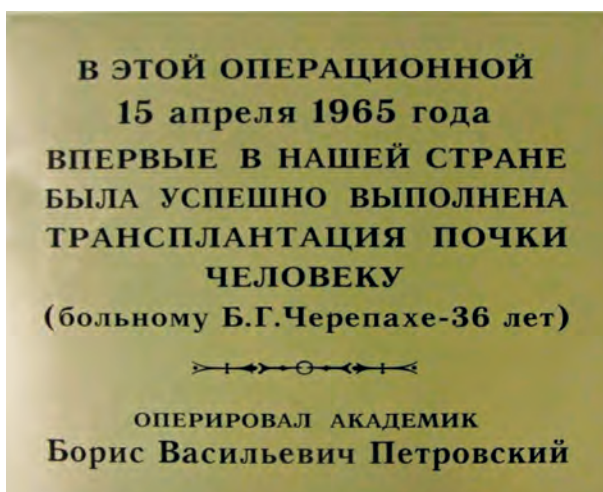 В ЭТОЙ ОПЕРАЦИОННОЙ
15 апреля 1965 года
ВПЕРВЫЕ В НАШЕЙ СТРАНЕ
БЫЛА УСПЕШНО ВЫПОЛНЕНА
ТРАНСПЛАНТАЦИЯ ПОЧКИ
ЧЕЛОВЕКУ
(больному Б.Г.Черепахе-36 лет)
ОПЕРИРОВАЛ АКАДЕМИК
Борис Васильевич Петровский